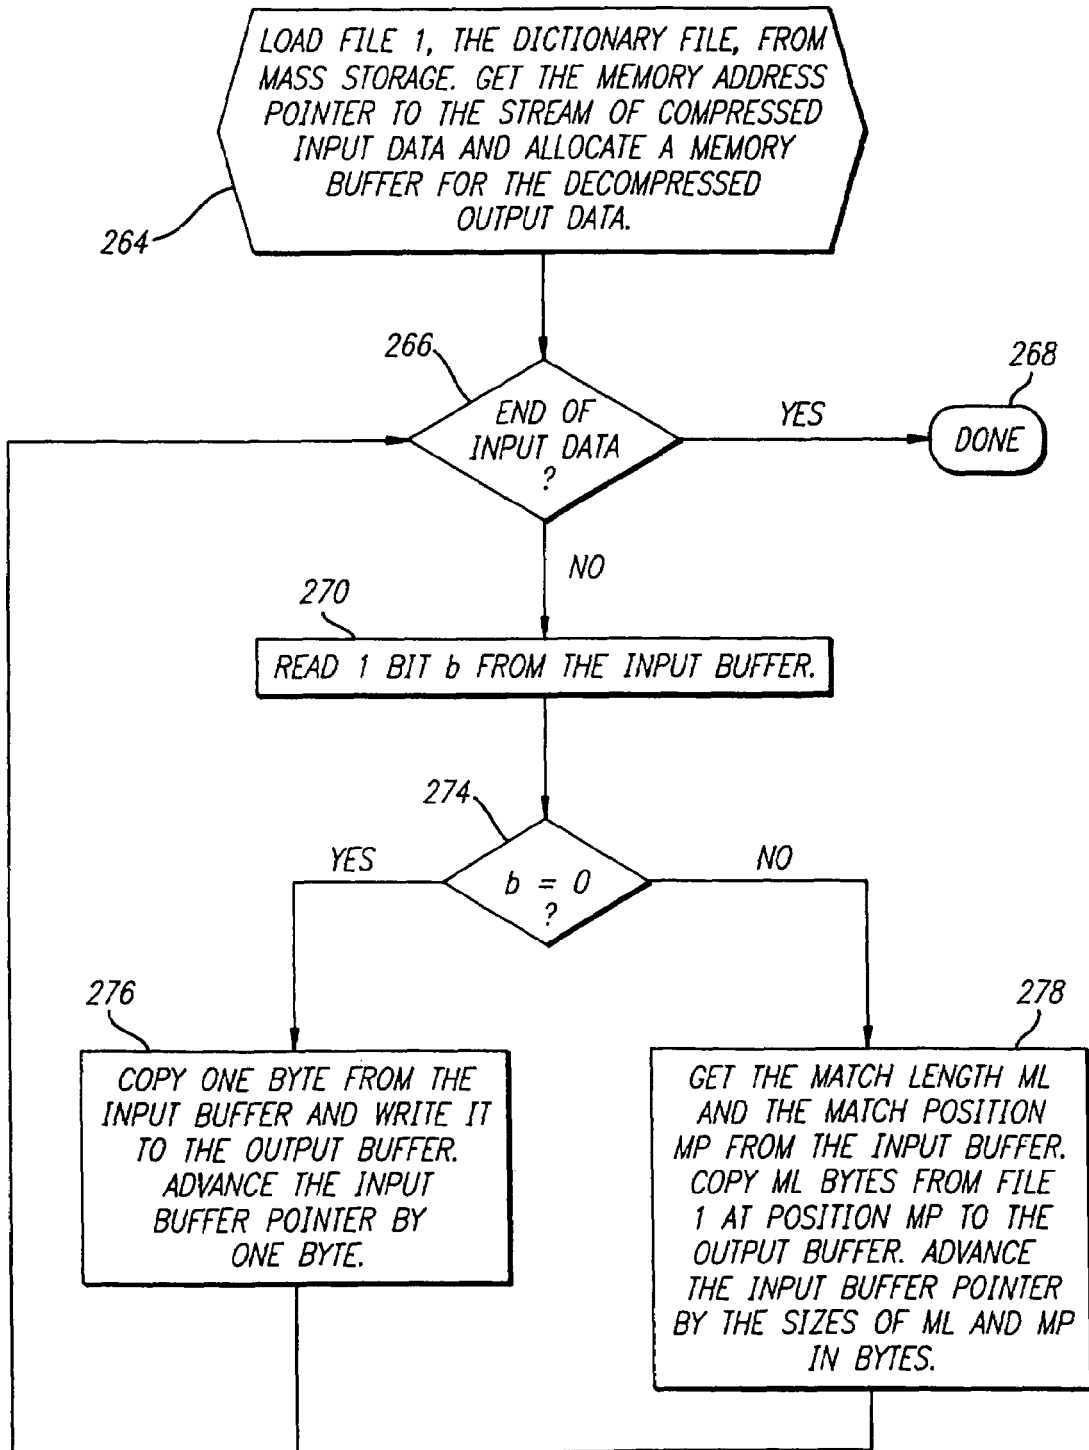 LOAD FILE 1, THE DICTIONARY FILE, FROM
MASS STORAGE. GET THE MEMORY ADDRESS
POINTER TO THE STREAM OF COMPRESSED
INPUT DATA AND ALLOCATE A MEMORY
BUFFER FOR THE DECOMPRESSED
OUTPUT DATA.
264
266
END OF
INPUT DATA
?
YES
268
DONE
NO
270
READ 1 BIT b FROM THE INPUT BUFFER.
274
b = 0
?
YES
NO
276
COPY ONE BYTE FROM THE
INPUT BUFFER AND WRITE IT
TO THE OUTPUT BUFFER.
ADVANCE THE INPUT
BUFFER POINTER BY
ONE BYTE.
278
GET THE MATCH LENGTH ML
AND THE MATCH POSITION
MP FROM THE INPUT BUFFER.
COPY ML BYTES FROM FILE
1 AT POSITION MP TO THE
OUTPUT BUFFER. ADVANCE
THE INPUT BUFFER POINTER
BY THE SIZES OF ML AND MP
IN BYTES.